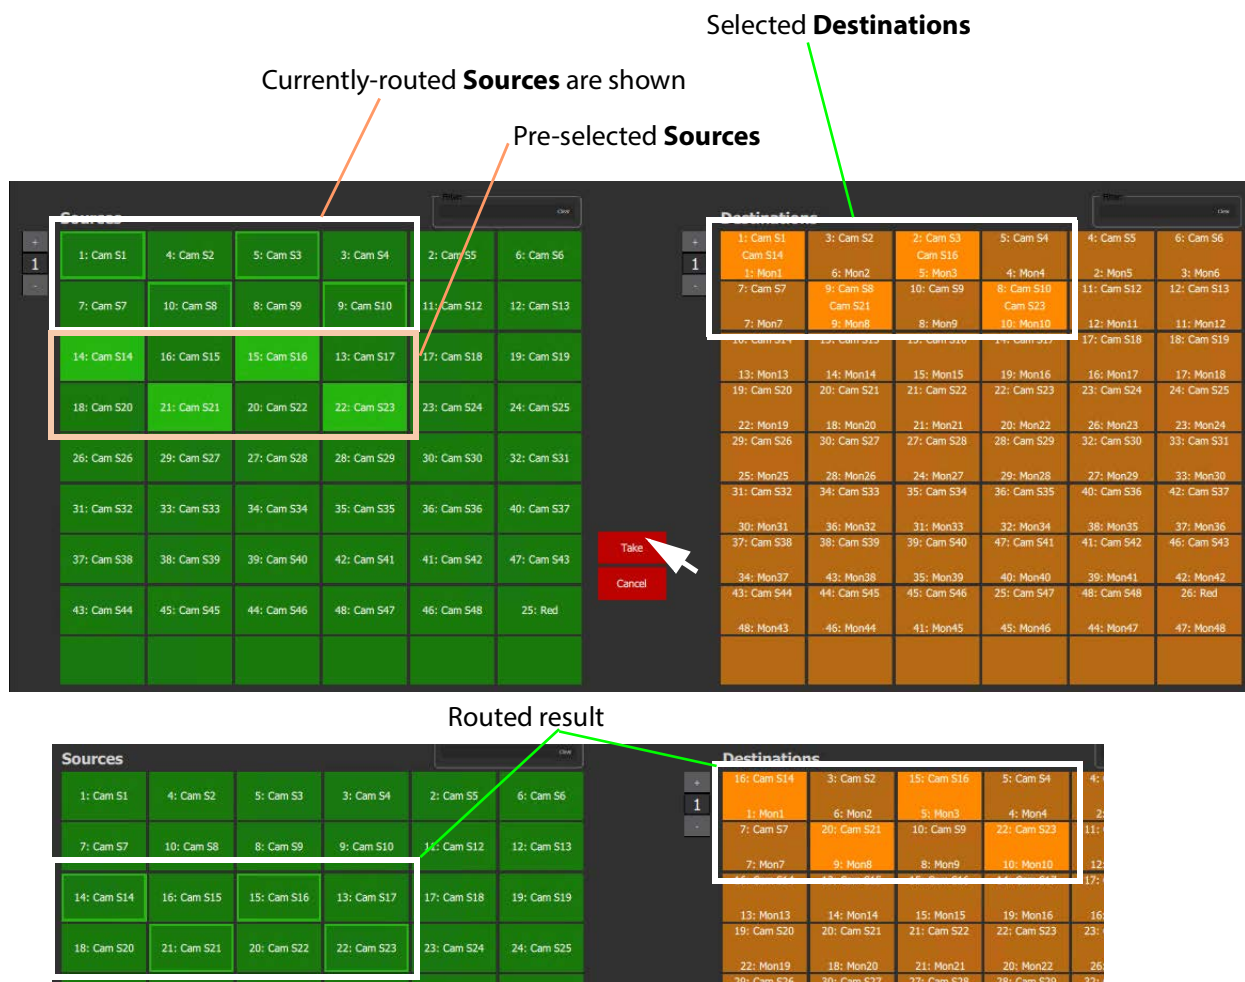 Selected Destinations
Currently-routed Sources are shown
Pre-selected Sources
Sources
Filter
Clear
+
1
-
1: Cam S1 4: Cam S2 5: Cam S3 3: Cam S4 2: Cam S5 6: Cam S6
7: Cam S7 10: Cam S8 8: Cam S9 9: Cam S10 11: Cam S12 12: Cam S13
14: Cam S14 16: Cam S15 15: Cam S16 13: Cam S17 17: Cam S18 19: Cam S19
18: Cam S20 21: Cam S21 20: Cam S22 22: Cam S23 23: Cam S24 24: Cam S25
26: Cam S26 29: Cam S27 27: Cam S28 28: Cam S29 30: Cam S30 32: Cam S31
31: Cam S32 33: Cam S33 34: Cam S34 35: Cam S35 36: Cam S36 40: Cam S37
37: Cam S38 38: Cam S39 39: Cam S40 42: Cam S41 41: Cam S42 47: Cam S43
43: Cam S44 45: Cam S45 44: Cam S46 48: Cam S47 46: Cam S48 25: Red
Take
Cancel
Destinations
Filter
Clear
+
1
-
1: Cam S1 3: Cam S2 2: Cam S3 5: Cam S4 4: Cam S5 6: Cam S6
Cam S14 Cam S16
1: Mon1 6: Mon2 5: Mon3 4: Mon4 2: Mon5 3: Mon6
7: Cam S7 9: Cam S8 10: Cam S9 8: Cam S10 11: Cam S12 12: Cam S13
Cam S21 Cam S23
7: Mon7 9: Mon8 8: Mon9 10: Mon10 12: Mon11 11: Mon12
17: Cam S18 18: Cam S19
13: Mon13 14: Mon14 15: Mon15 19: Mon16 16: Mon17 17: Mon18
19: Cam S20 20: Cam S21 21: Cam S22 22: Cam S23 23: Cam S24 24: Cam S25
22: Mon19 18: Mon20 21: Mon21 20: Mon22 26: Mon23 23: Mon24
29: Cam S26 30: Cam S27 27: Cam S28 28: Cam S29 32: Cam S30 33: Cam S31
25: Mon25 28: Mon26 24: Mon27 29: Mon28 27: Mon29 33: Mon30
31: Cam S32 34: Cam S33 35: Cam S34 36: Cam S35 40: Cam S36 42: Cam S37
30: Mon31 36: Mon32 31: Mon33 32: Mon34 38: Mon35 37: Mon36
37: Cam S38 38: Cam S39 39: Cam S40 47: Cam S41 41: Cam S42 46: Cam S43
34: Mon37 43: Mon38 35: Mon39 40: Mon40 39: Mon41 42: Mon42
43: Cam S44 44: Cam S45 45: Cam S46 25: Cam S47 48: Cam S48 26: Red
48: Mon43 46: Mon44 41: Mon45 45: Mon46 44: Mon47 47: Mon48
Routed result
Sources
Clear
1: Cam S1 4: Cam S2 5: Cam S3 3: Cam S4 2: Cam S5 6: Cam S6
7: Cam S7 10: Cam S8 8: Cam S9 9: Cam S10 11: Cam S12 12: Cam S13
14: Cam S14 16: Cam S15 15: Cam S16 13: Cam S17 17: Cam S18 19: Cam S19
18: Cam S20 21: Cam S21 20: Cam S22 22: Cam S23 23: Cam S24 24: Cam S25
Destinations
+
1
-
16: Cam S14 3: Cam S2 15: Cam S16 5: Cam S4 4:
1: Mon1 6: Mon2 5: Mon3 4: Mon4 2:
7: Cam S7 20: Cam S21 10: Cam S9 22: Cam S23 11:
7: Mon7 9: Mon8 8: Mon9 10: Mon10 12:
17:
13: Mon13 14: Mon14 15: Mon15 19: Mon16 16:
19: Cam S20 20: Cam S21 21: Cam S22 22: Cam S23 23:
22: Mon19 18: Mon20 21: Mon21 20: Mon22 26: